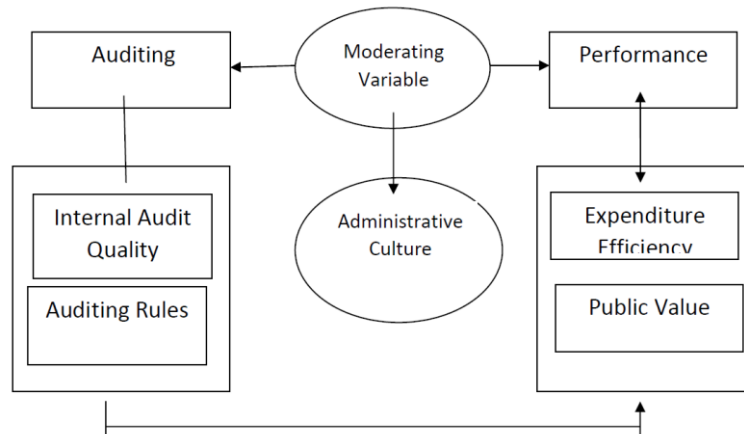 Auditing
Moderating
Variable
Performance
Internal Audit
Quality
Auditing Rules
Administrative
Culture
Expenditure
Efficiency
Public Value